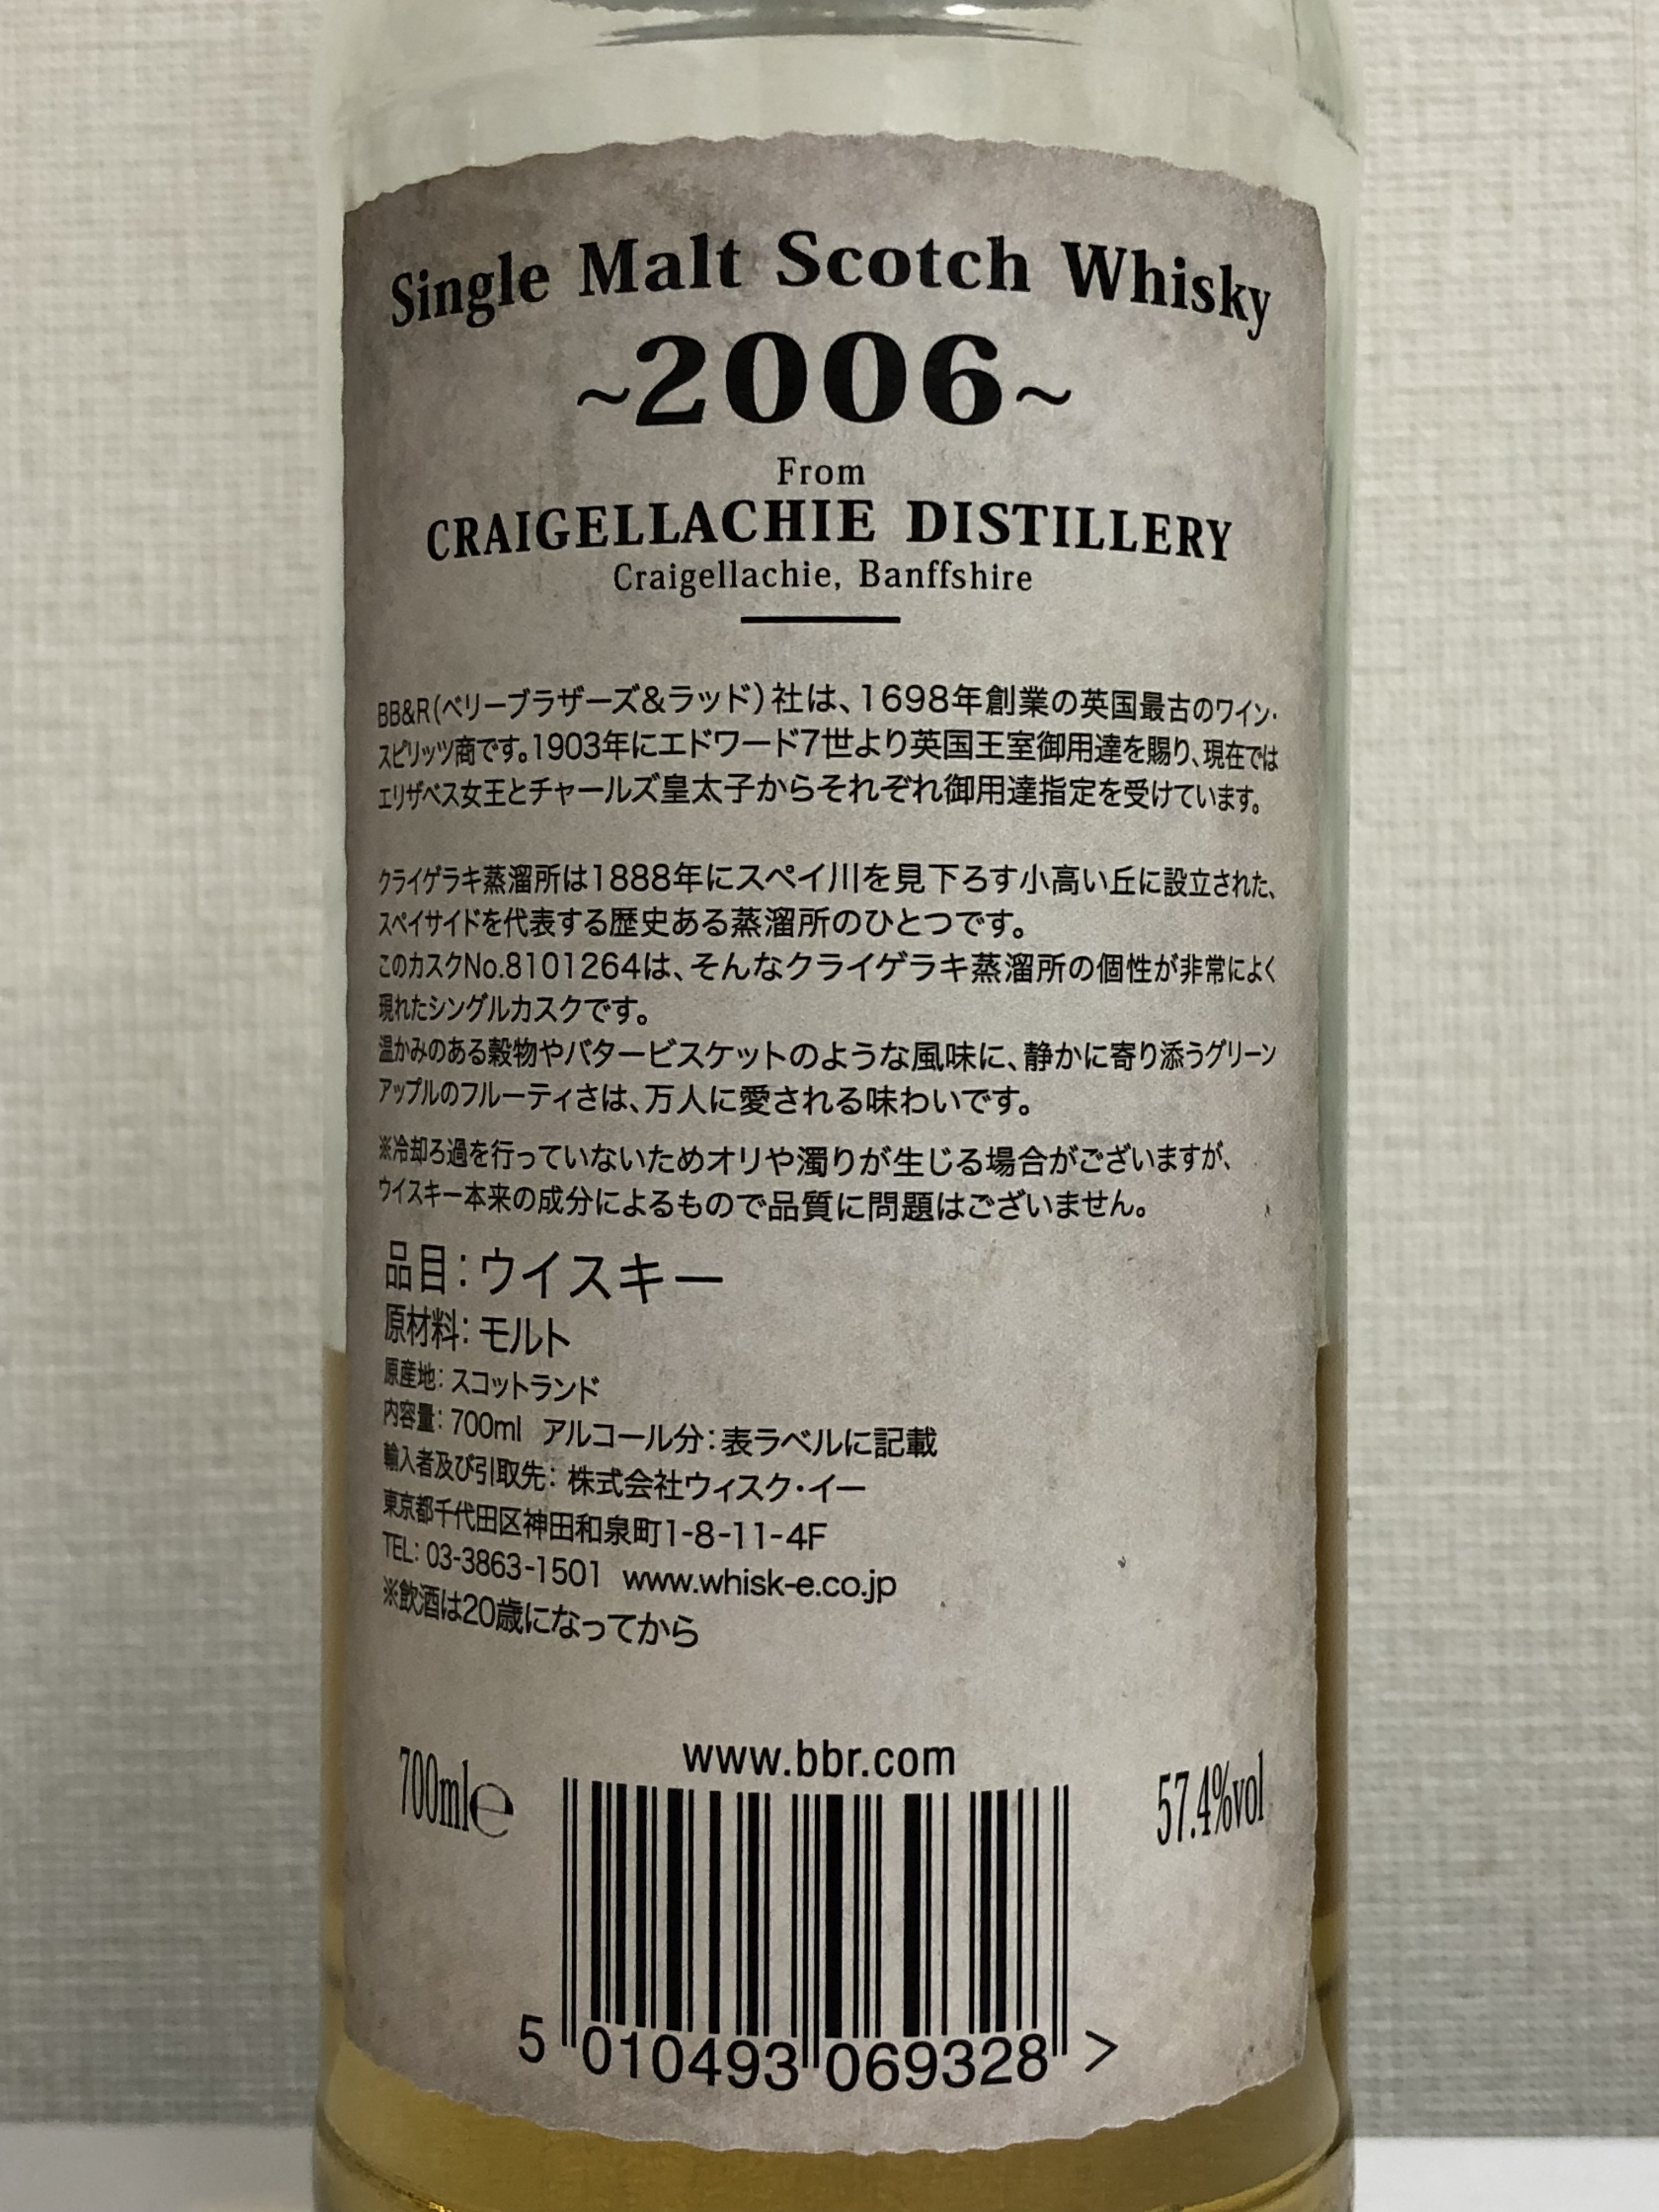 Single Malt Scotch Whisky
~2006~
From
CRAIGELLACHIE DISTILLERY
Craigellachie, Banffshire
BB&R(ベリーブラザーズ&ラッド)社は、1698年創業の英国最古のワイン・
スピリッツ商です。1903年にエドワード7世より英国王室御用達を賜り、現在では
エリザベス女王とチャールズ皇太子からそれぞれ御用達指定を受けています。
クライゲラキ蒸溜所は1888年にスペイ川を見下ろす小高い丘に設立された、
スペイサイドを代表する歴史ある蒸溜所のひとつです。
このカスクNo.8101264は、そんなクライゲラキ蒸溜所の個性が非常によく
現れたシングルカスクです。
温かみのある穀物やバタービスケットのような風味に、静かに寄り添うグリーン
アップルのフルーティさは、万人に愛される味わいです。
※冷却ろ過を行っていないためオリや濁りが生じる場合がございますが、
ウイスキー本来の成分によるもので品質に問題はございません。
品目:ウイスキー
原材料:モルト
原産地:スコットランド
内容量:700ml アルコール分:表ラベルに記載
輸入者及び引取先:株式会社ウィスク・イー
東京都千代田区神田和泉町1-8-11-4F
TEL:03-3863-1501 www.whisk-e.co.jp
※飲酒は20歳になってから
www.bbr.com
700ml℮ 57.4%vol
5 010493 069328 >